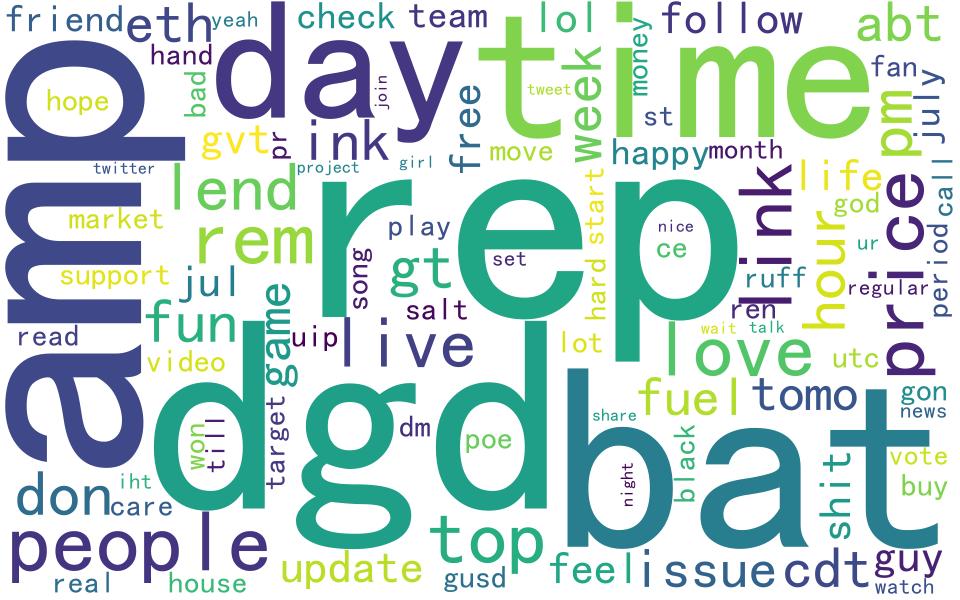 friend
eth
yeah
check
team
lol
money
follow
abt
hand
day
time
fan
hope
bad
join
free
tweet
week
st
pm
july
amp
gvt
pr
ink
girl
move
happy
month
twitter
project
lend
rep
link
life
call
market
rem
play
nice
god
support
song
gt
set
ce
hard
start
hour
ur
price
period
jul
salt
ruff
regular
read
fun
game
uip
live
ren
wait
talk
lot
love
utc
video
fuel
tomo
gon
news
dgd
target
dm
poe
share
bat
won
till
night
black
shit
vote
buy
don
iht
care
people
top
update
feel
issue
cdt
guy
real
house
gusd
watch